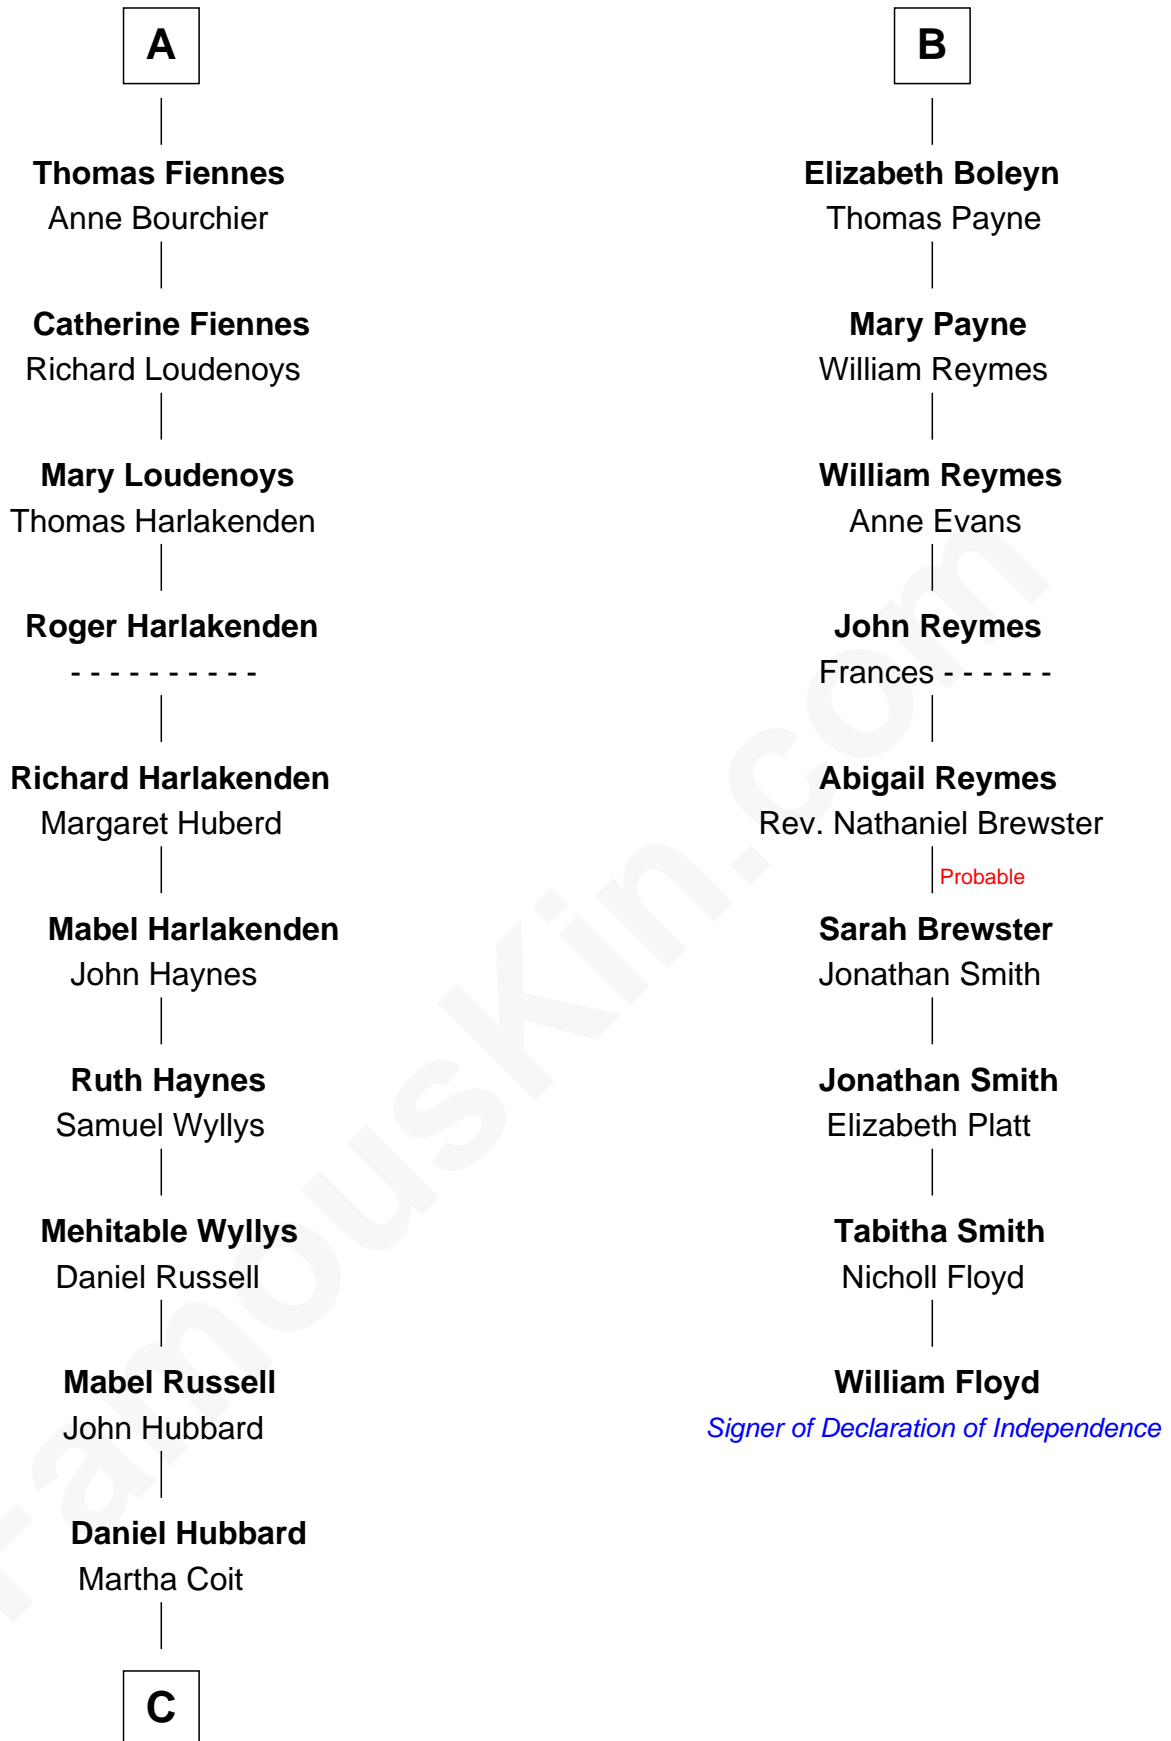 A
Thomas Fiennes
Anne Bourchier
Catherine Fiennes
Richard Loudenoys
Mary Loudenoys
Thomas Harlakenden
Roger Harlakenden
- - - - - - - - - -
Richard Harlakenden
Margaret Huberd
Mabel Harlakenden
John Haynes
Ruth Haynes
Samuel Wyllys
Mehitable Wyllys
Daniel Russell
Mabel Russell
John Hubbard
Daniel Hubbard
Martha Coit
C
B
Elizabeth Boleyn
Thomas Payne
Mary Payne
William Reymes
William Reymes
Anne Evans
John Reymes
Frances - - - - - -
Abigail Reymes
Rev. Nathaniel Brewster
Probable
Sarah Brewster
Jonathan Smith
Jonathan Smith
Elizabeth Platt
Tabitha Smith
Nicholl Floyd
William Floyd
Signer of Declaration of Independence
FamousKin.com